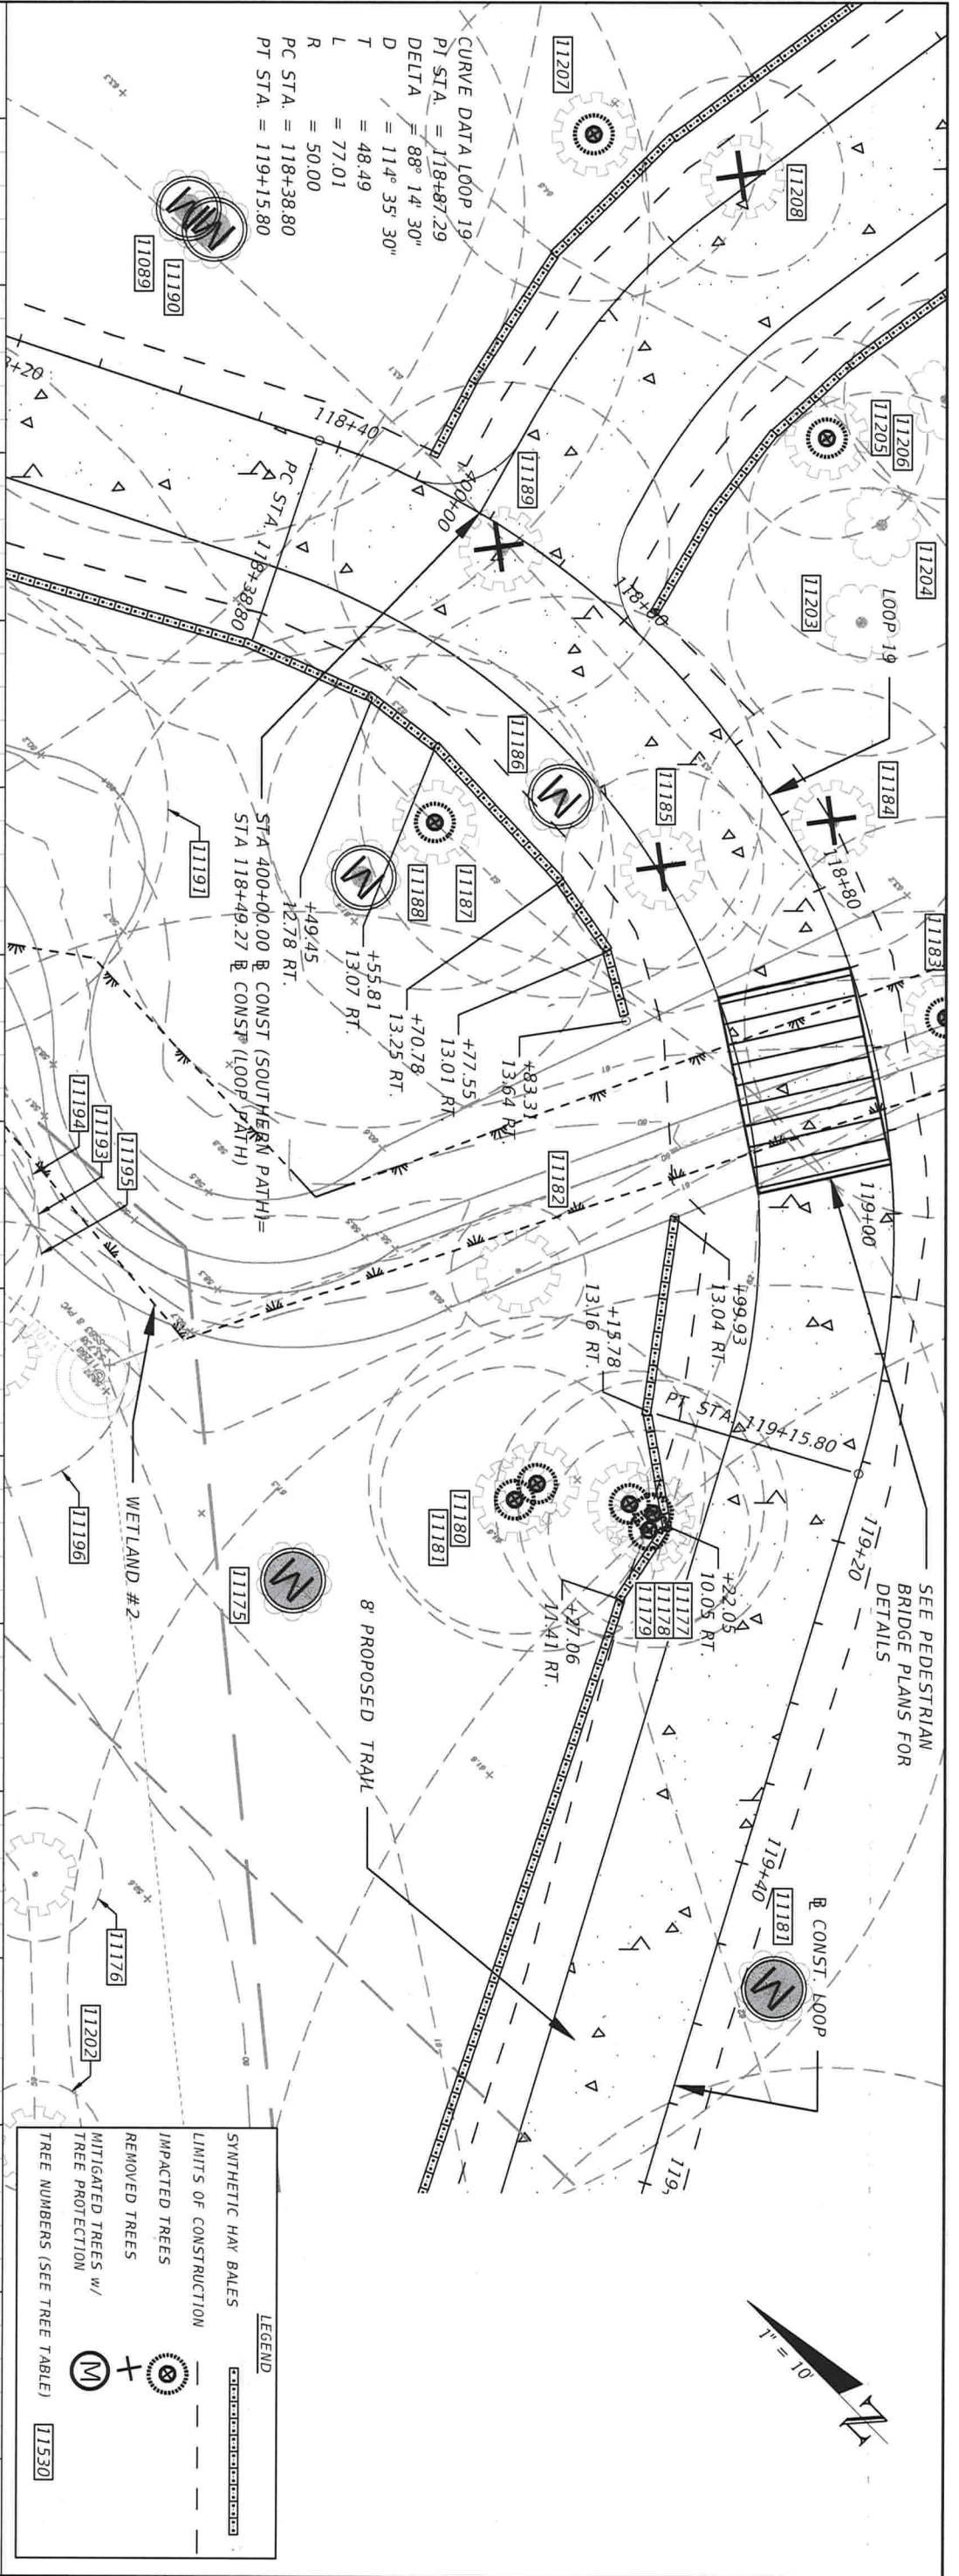 CURVE DATA LOOP 19
PI STA. = 118+87.29
DELTA = 88° 14' 30"
D = 114° 35' 30"
T = 48.49
L = 77.01
R = 50.00
PC STA. = 118+38.80
PT STA. = 119+15.80
11207
11208
11089
11190
11206
11205
11204
11203
LOOP 19
11189
118+40
400+00
118+60
PC STA. 118+38.80
11186
11185
11184
118+80
11183
11187
11188
11191
STA 400+00.00 ⅊ CONST (SOUTHERN PATH)=
STA 118+49.27 ⅊ CONST (LOOP PATH)
+49.45
12.78 RT.
+55.81
13.07 RT.
+70.78
13.25 RT.
+77.55
13.01 RT
+83.31
13.64 RT.
11194
11193
11195
11182
119+00
+99.93
13.04 RT.
+15.78
13.16 RT.
PT STA. 119+15.80
SEE PEDESTRIAN
BRIDGE PLANS FOR
DETAILS
119+20
WETLAND #2
11196
11175
11180
11181
11177
11178
11179
+22.05
10.05 RT.
+27.06
11.41 RT.
8' PROPOSED TRAIL
119+40
11181
⅊ CONST. LOOP
119
11176
11202
M
M
M
M
1" = 10'
N
LEGEND
SYNTHETIC HAY BALES
LIMITS OF CONSTRUCTION
IMPACTED TREES
REMOVED TREES
MITIGATED TREES W/
TREE PROTECTION
M
TREE NUMBERS (SEE TREE TABLE)
11530